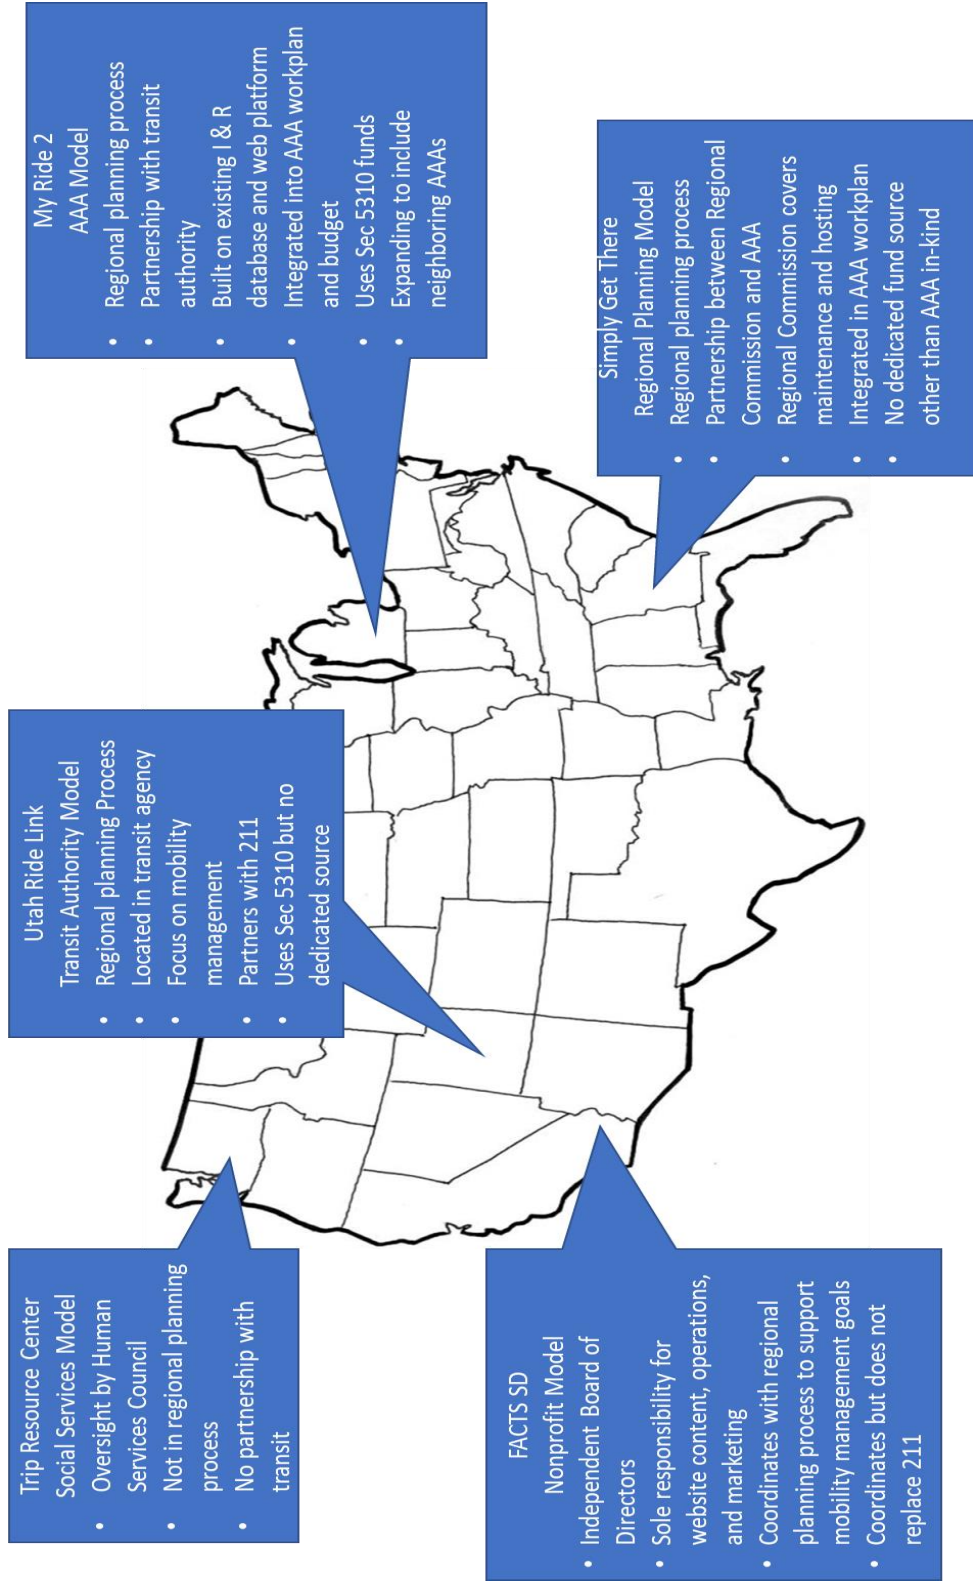 Trip Resource Center
Social Services Model
• Oversight by Human
Services Council
• Not in regional planning
process
• No partnership with
transit
Utah Ride Link
Transit Authority Model
• Regional planning Process
• Located in transit agency
• Focus on mobility
management
• Partners with 211
• Uses Sec 5310 but no
dedicated source
My Ride 2
AAA Model
• Regional planning process
• Partnership with transit
authority
• Built on existing I & R
database and web platform
• Integrated into AAA workplan
and budget
• Uses Sec 5310 funds
• Expanding to include
neighboring AAAs
FACTS SD
Nonprofit Model
• Independent Board of
Directors
• Sole responsibility for
website content, operations,
and marketing
• Coordinates with regional
planning process to support
mobility management goals
• Coordinates but does not
replace 211
Simply Get There
Regional Planning Model
• Regional planning process
• Partnership between Regional
Commission and AAA
• Regional Commission covers
maintenance and hosting
• Integrated in AAA workplan
• No dedicated fund source
other than AAA in-kind